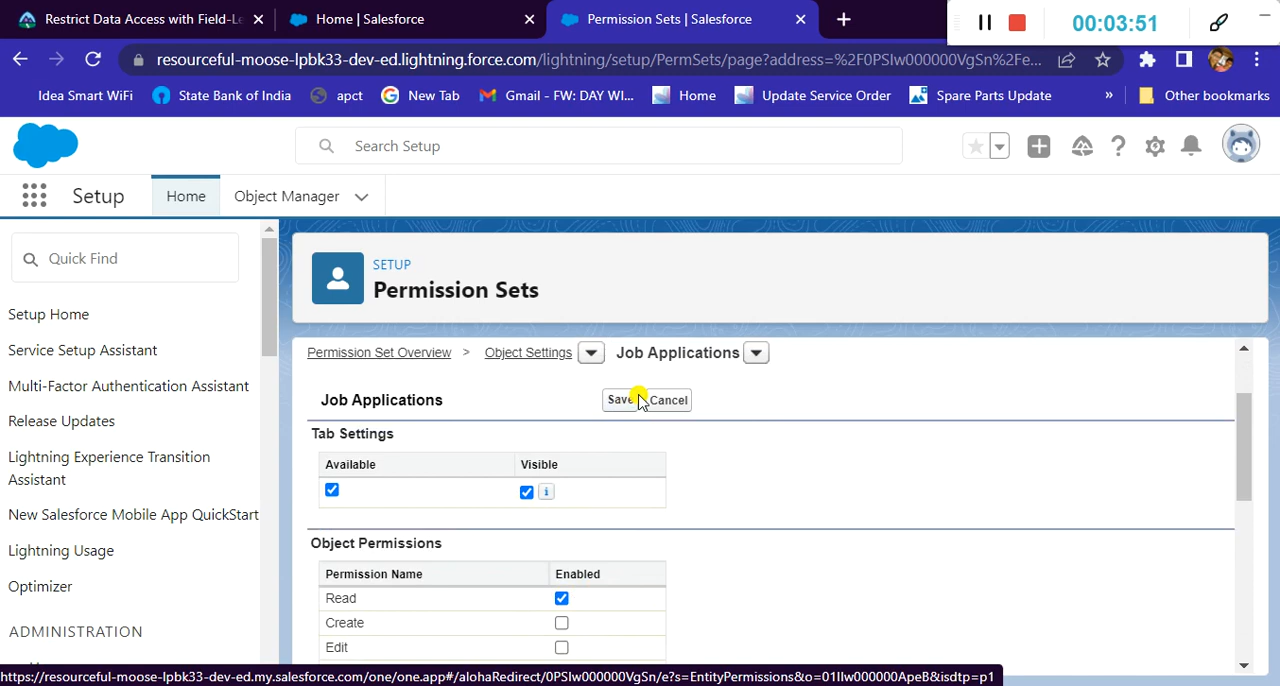 Restrict Data Access with Field-Le
Home | Salesforce
Permission Sets | Salesforce
00:03:51
resourceful-moose-lpbk33-dev-ed.lightning.force.com/lightning/setup/PermSets/page?address=%2F0PSIw000000VgSn%2Fe...
Idea Smart WiFi
State Bank of India
apct
New Tab
Gmail - FW: DAY WI...
Home
Update Service Order
Spare Parts Update
»
Other bookmarks
Search Setup
Setup
Home
Object Manager
Quick Find
Setup Home
Service Setup Assistant
Multi-Factor Authentication Assistant
Release Updates
Lightning Experience Transition
Assistant
New Salesforce Mobile App QuickStart
Lightning Usage
Optimizer
ADMINISTRATION
SETUP
Permission Sets
Permission Set Overview > Object Settings Job Applications
Job Applications
Save Cancel
Tab Settings
Available Visible
Object Permissions
Permission Name Enabled
Read
Create
Edit
https://resourceful-moose-lpbk33-dev-ed.my.salesforce.com/one/one.app#/alohaRedirect/0PSIw000000VgSn/e?s=EntityPermissions&o=01IIw000000ApeB&isdtp=p1